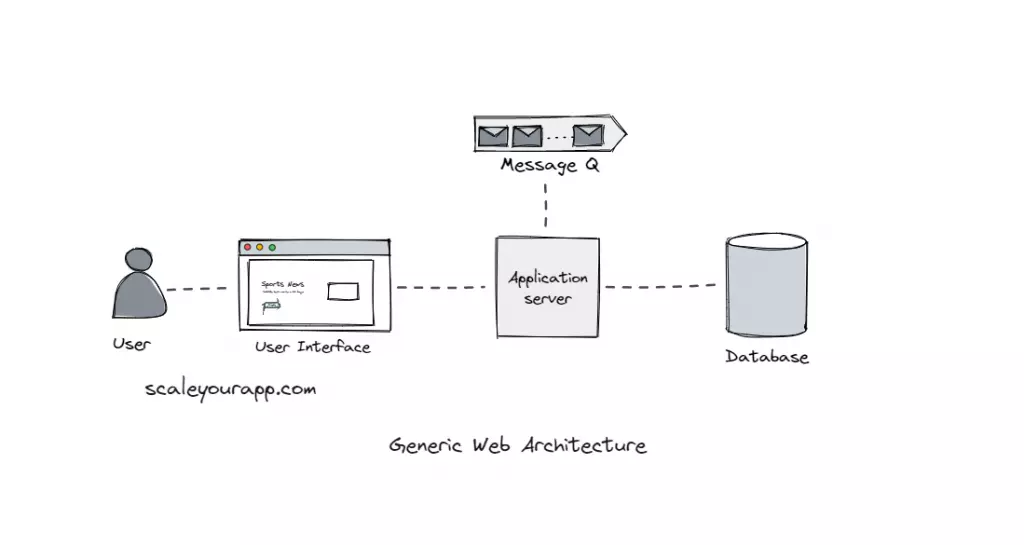 Message Q
Sports News
Application
server
User
User Interface
Database
scaleyourapp.com
Generic Web Architecture